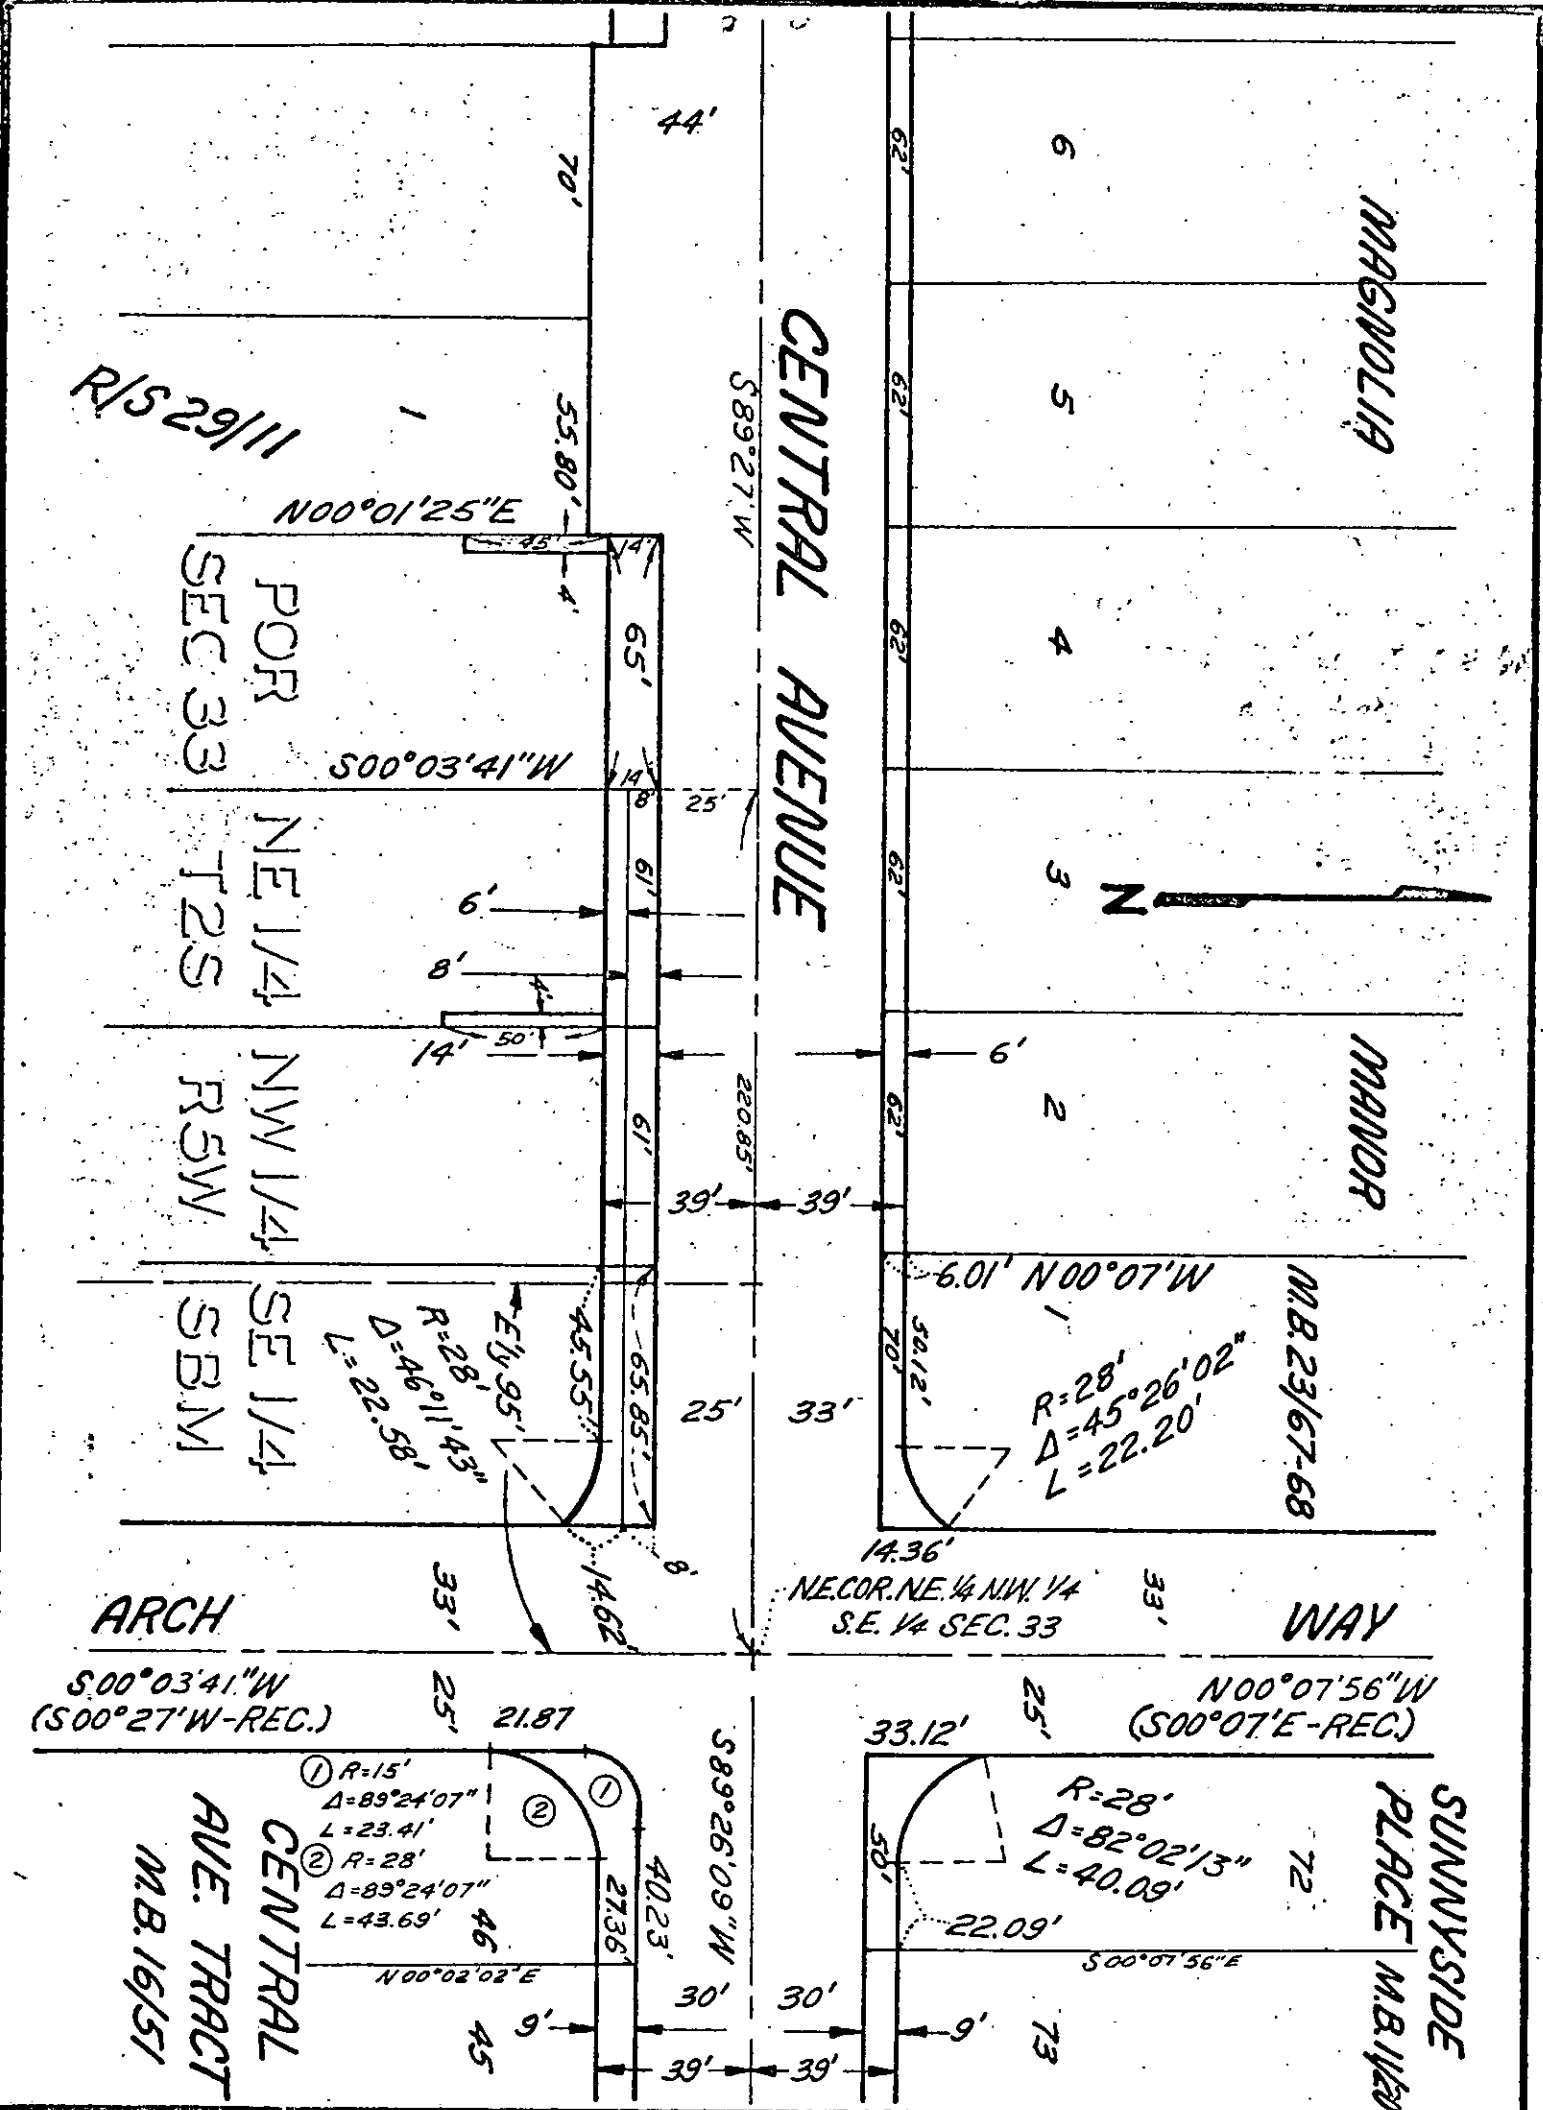 MAGNOLIA
MANOR
M.B. 23/67-68
6
5
4
3
2
1
N
62'
62'
62'
62'
62'
50.12'
70'
6'
6.01' N00°07'W
R=28'
Δ=45°26'02"
L=22.20'
14.36'
44'
CENTRAL AVENUE
S89°27'W
220.85'
39'
39'
25'
33'
25'
70'
55.80'
4'
R/S 29/11
1
N00°01'25"E
45'
14'
65'
S00°03'41"W
14'
8'
61'
6'
8'
4'
50'
14'
61'
POR NE 1/4 NW 1/4 SE 1/4
SEC 33 T2S R5W SBM
E'ly 95'
R=28'
Δ=46°11'43"
L=22.58'
45.55'
65.85'
8'
14.62'
N.E. COR. N.E. 1/4 N.W. 1/4
S.E. 1/4 SEC. 33
ARCH WAY
33'
33'
S00°03'41"W
(S00°27'W-REC.)
25'
25'
N00°07'56"W
(S00°07'E-REC.)
21.87
33.12'
1 R=15'
Δ=89°24'07"
L=23.41'
2 R=28'
Δ=89°24'07"
L=43.69'
1
2
40.23'
27.36'
S89°26'09"W
R=28'
Δ=82°02'13"
L=40.09'
50'
22.09'
72
73
S00°07'56"E
SUNNYSIDE
PLACE M.B. 11/20
46
45
N00°02'02"E
CENTRAL
AVE. TRACT
M.B. 16/51
30'
30'
9'
9'
39'
39'